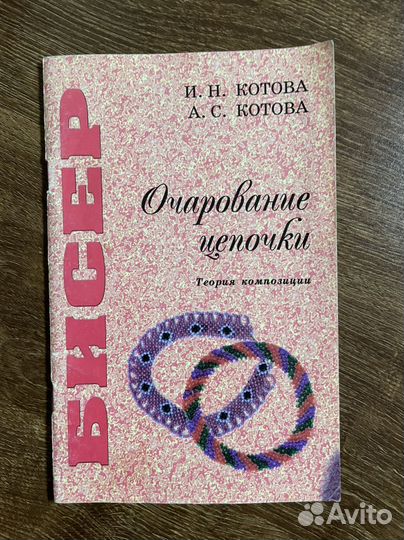 БИСЕР
И. Н. КОТОВА
А. С. КОТОВА
Очарование
цепочки
Теория композиции
Avito